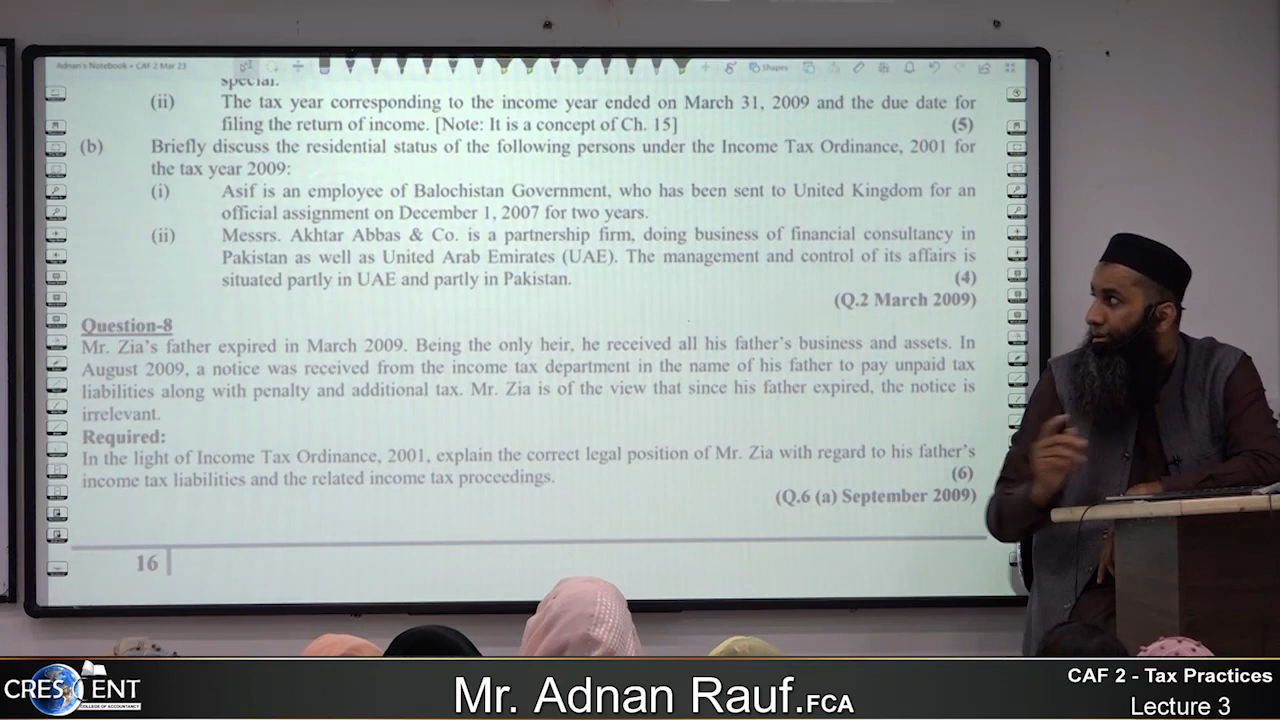 Adnan's Notebook • CAF 2 Mar 23
Shapes
special.
(ii) The tax year corresponding to the income year ended on March 31, 2009 and the due date for
filing the return of income. [Note: It is a concept of Ch. 15] (5)
(b) Briefly discuss the residential status of the following persons under the Income Tax Ordinance, 2001 for
the tax year 2009:
(i) Asif is an employee of Balochistan Government, who has been sent to United Kingdom for an
official assignment on December 1, 2007 for two years.
(ii) Messrs. Akhtar Abbas & Co. is a partnership firm, doing business of financial consultancy in
Pakistan as well as United Arab Emirates (UAE). The management and control of its affairs is
situated partly in UAE and partly in Pakistan. (4)
(Q.2 March 2009)
Question-8
Mr. Zia's father expired in March 2009. Being the only heir, he received all his father's business and assets. In
August 2009, a notice was received from the income tax department in the name of his father to pay unpaid tax
liabilities along with penalty and additional tax. Mr. Zia is of the view that since his father expired, the notice is
irrelevant.
Required:
In the light of Income Tax Ordinance, 2001, explain the correct legal position of Mr. Zia with regard to his father's
income tax liabilities and the related income tax proceedings. (6)
(Q.6 (a) September 2009)
16
CRESCENT
COLLEGE OF ACCOUNTANCY
Mr. Adnan Rauf.FCA
CAF 2 - Tax Practices
Lecture 3